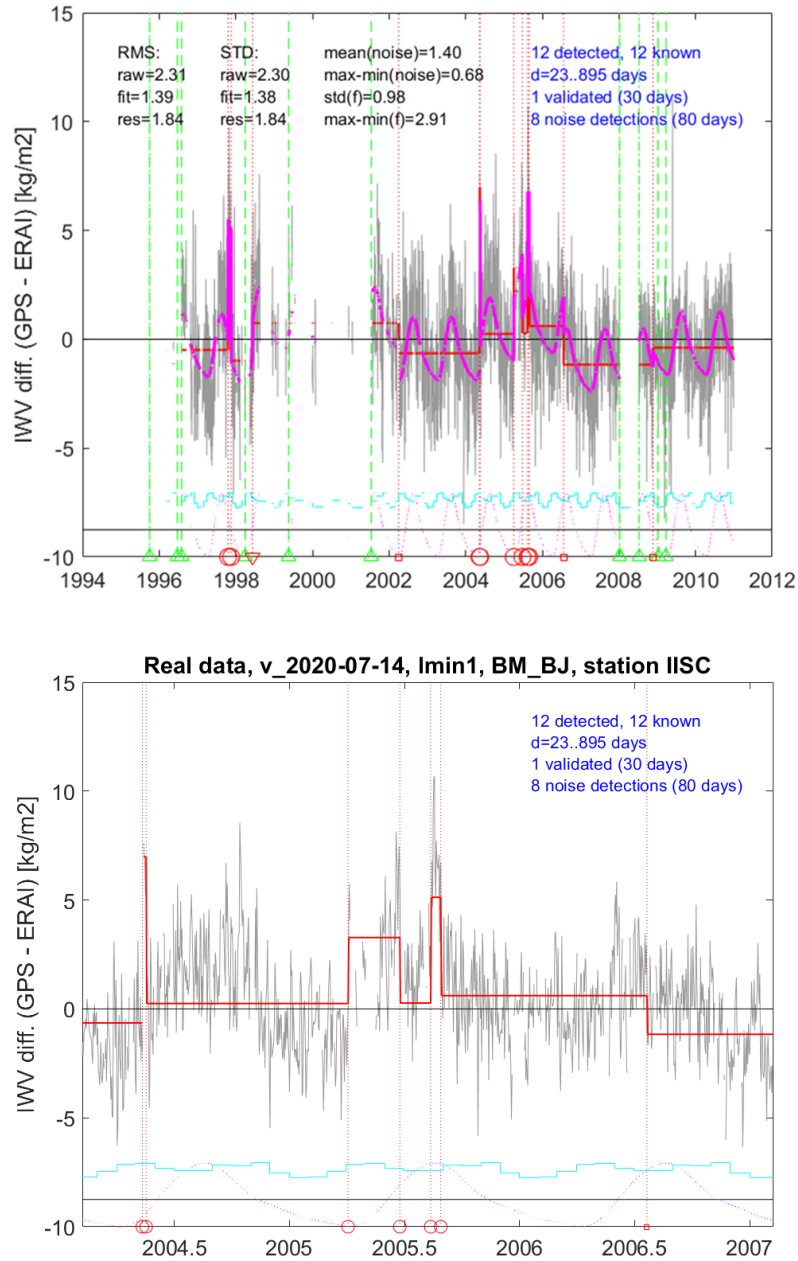 15
RMS: STD: mean(noise)=1.40 12 detected, 12 known
raw=2.31 raw=2.30 max-min(noise)=0.68 d=23..895 days
fit=1.39 fit=1.38 std(f)=0.98 1 validated (30 days)
res=1.84 res=1.84 max-min(f)=2.91 8 noise detections (80 days)
10
5
0
-5
-10
IWV diff. (GPS - ERAI) [kg/m2]
1994 1996 1998 2000 2002 2004 2006 2008 2010 2012
Real data, v_2020-07-14, lmin1, BM_BJ, station IISC
15
12 detected, 12 known
d=23..895 days
1 validated (30 days)
8 noise detections (80 days)
10
5
0
-5
-10
IWV diff. (GPS - ERAI) [kg/m2]
2004.5 2005 2005.5 2006 2006.5 2007